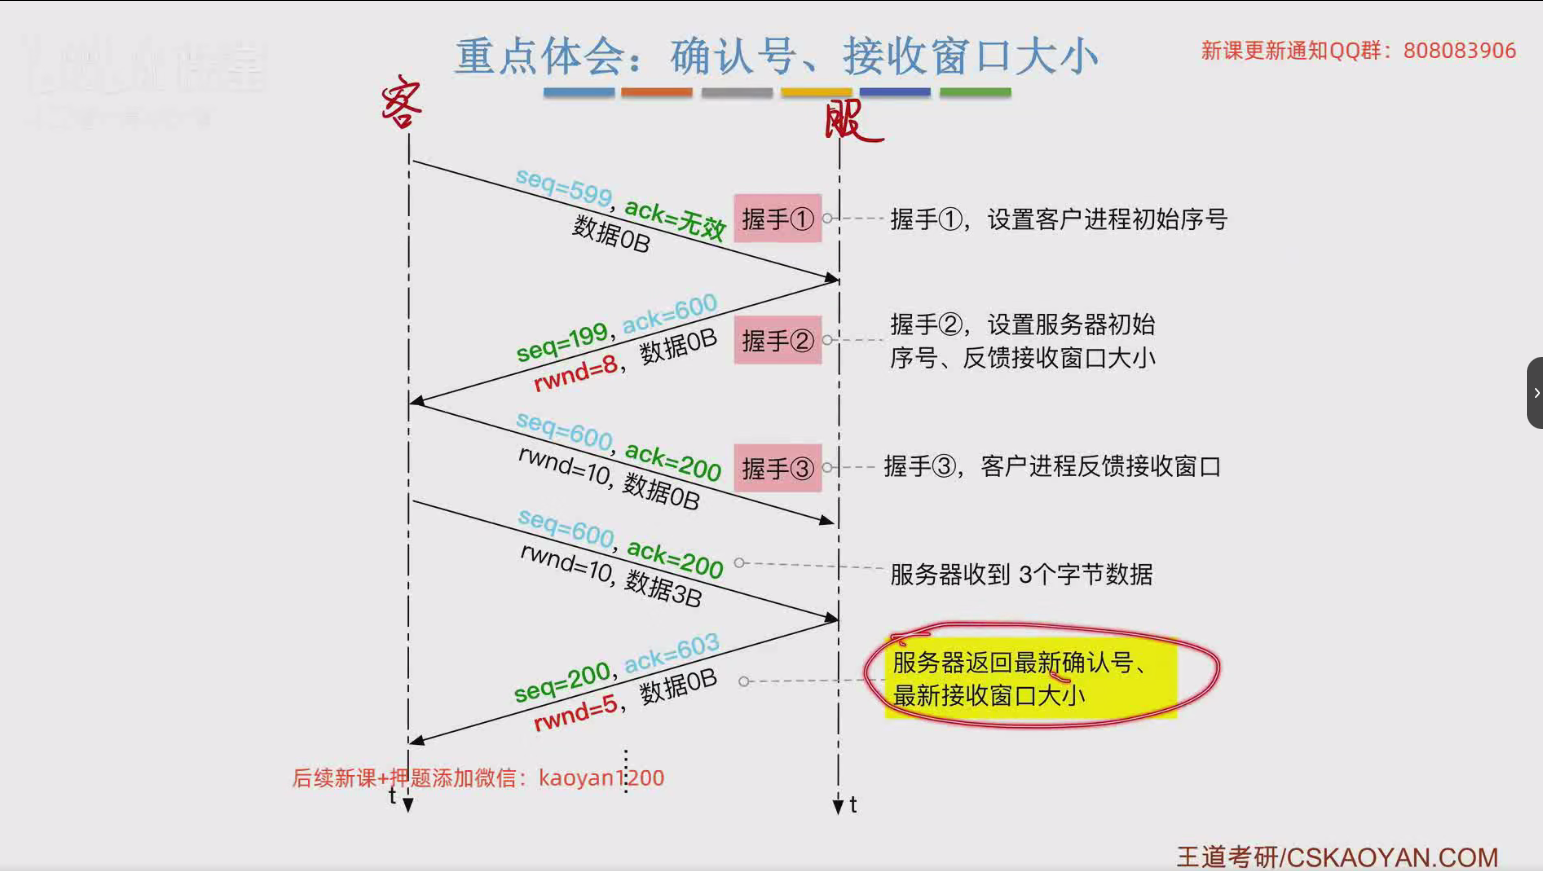 重点体会：确认号、接收窗口大小
新课更新通知QQ群：808083906
客
服
seq=599, ack=无效
数据0B
握手①
握手①，设置客户进程初始序号
seq=199, ack=600
rwnd=8，数据0B
握手②
握手②，设置服务器初始
序号、反馈接收窗口大小
seq=600, ack=200
rwnd=10, 数据0B
握手③
握手③，客户进程反馈接收窗口
seq=600, ack=200
rwnd=10, 数据3B
服务器收到 3个字节数据
seq=200, ack=603
rwnd=5，数据0B
服务器返回最新确认号、
最新接收窗口大小
后续新课+押题添加微信：kaoyan1200
t
t
王道考研/CSKAOYAN.COM